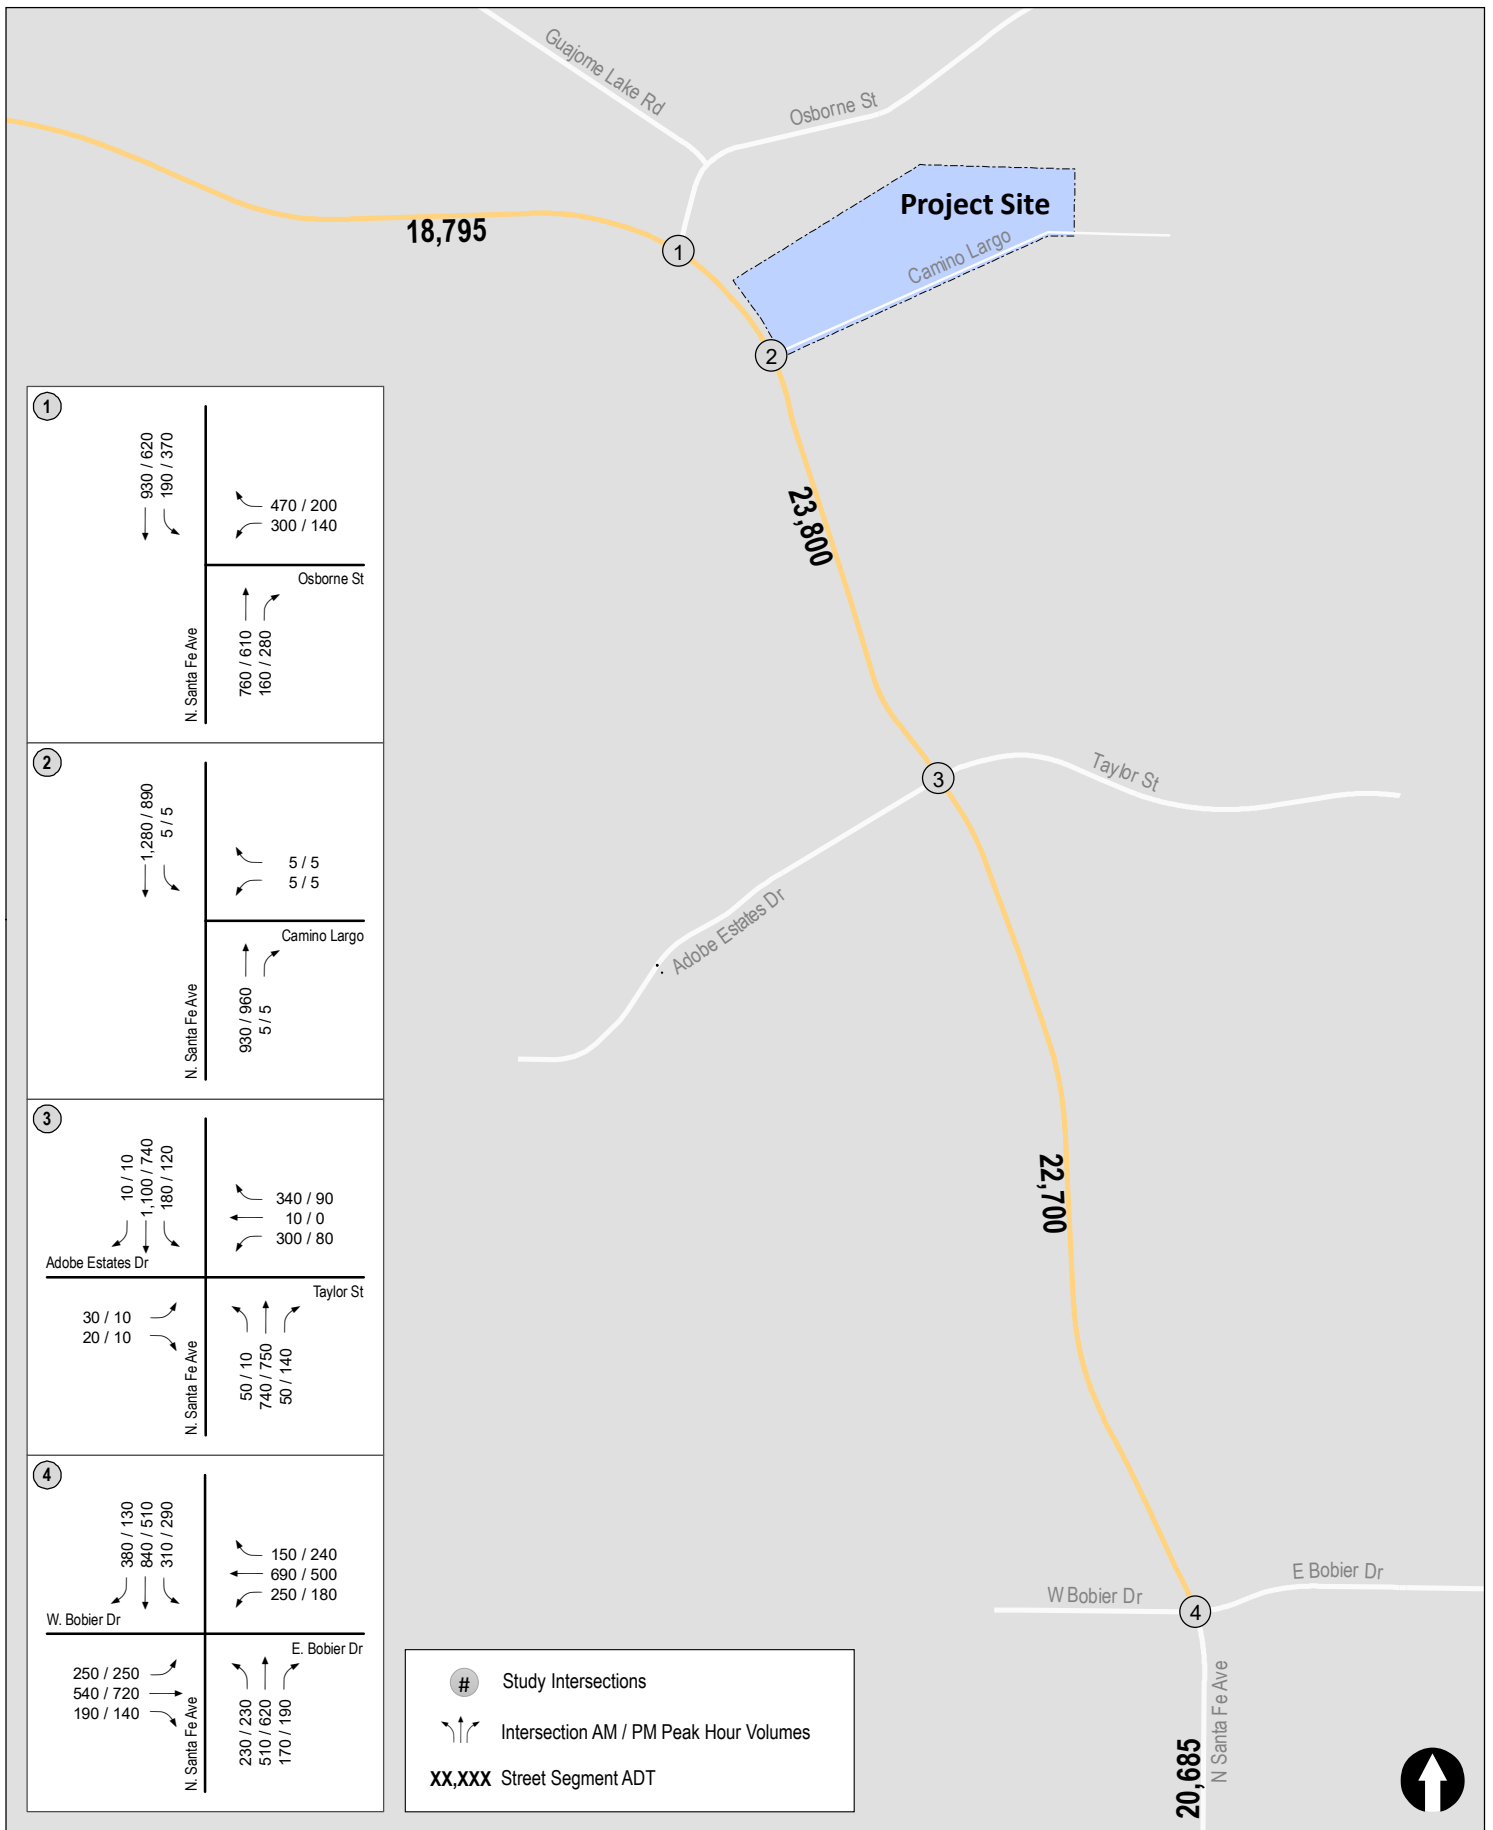 Guajome Lake Rd
Osborne St
Project Site
Camino Largo
18,795
1
2
23,800
3
Taylor St
Adobe Estates Dr
22,700
W Bobier Dr
E Bobier Dr
4
N Santa Fe Ave
20,685
1
930 / 620
190 / 370
470 / 200
300 / 140
Osborne St
N. Santa Fe Ave
760 / 610
160 / 280
2
1,280 / 890
5 / 5
5 / 5
5 / 5
Camino Largo
N. Santa Fe Ave
930 / 960
5 / 5
3
10 / 10
1,100 / 740
180 / 120
340 / 90
10 / 0
300 / 80
Adobe Estates Dr
Taylor St
30 / 10
20 / 10
N. Santa Fe Ave
50 / 10
740 / 750
50 / 140
4
380 / 130
840 / 510
310 / 290
150 / 240
690 / 500
250 / 180
W. Bobier Dr
E. Bobier Dr
250 / 250
540 / 720
190 / 140
N. Santa Fe Ave
230 / 230
510 / 620
170 / 190
# Study Intersections
Intersection AM / PM Peak Hour Volumes
XX,XXX Street Segment ADT